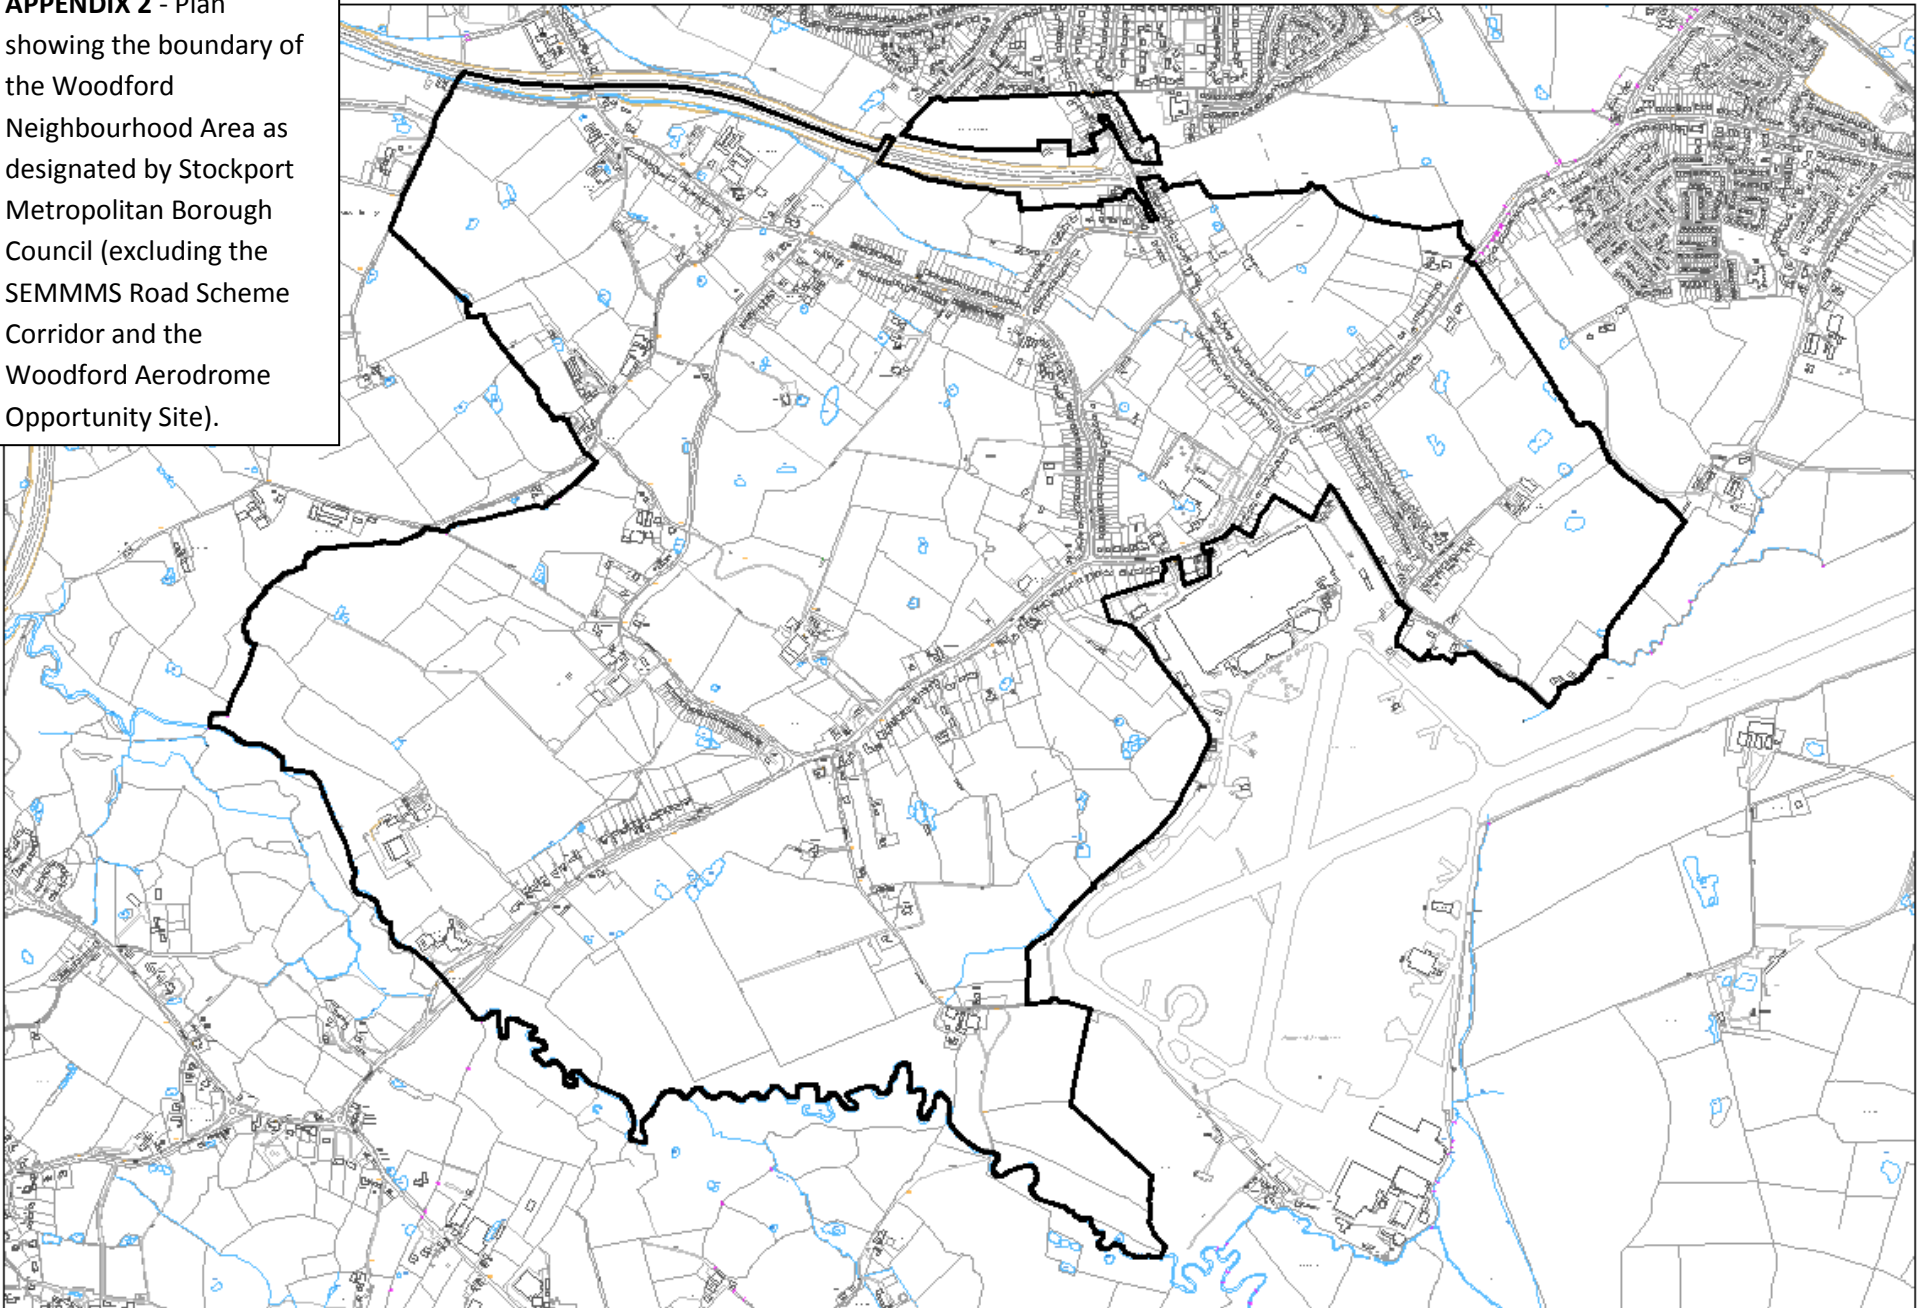 APPENDIX 2 - Plan
showing the boundary of
the Woodford
Neighbourhood Area as
designated by Stockport
Metropolitan Borough
Council (excluding the
SEMMMS Road Scheme
Corridor and the
Woodford Aerodrome
Opportunity Site).